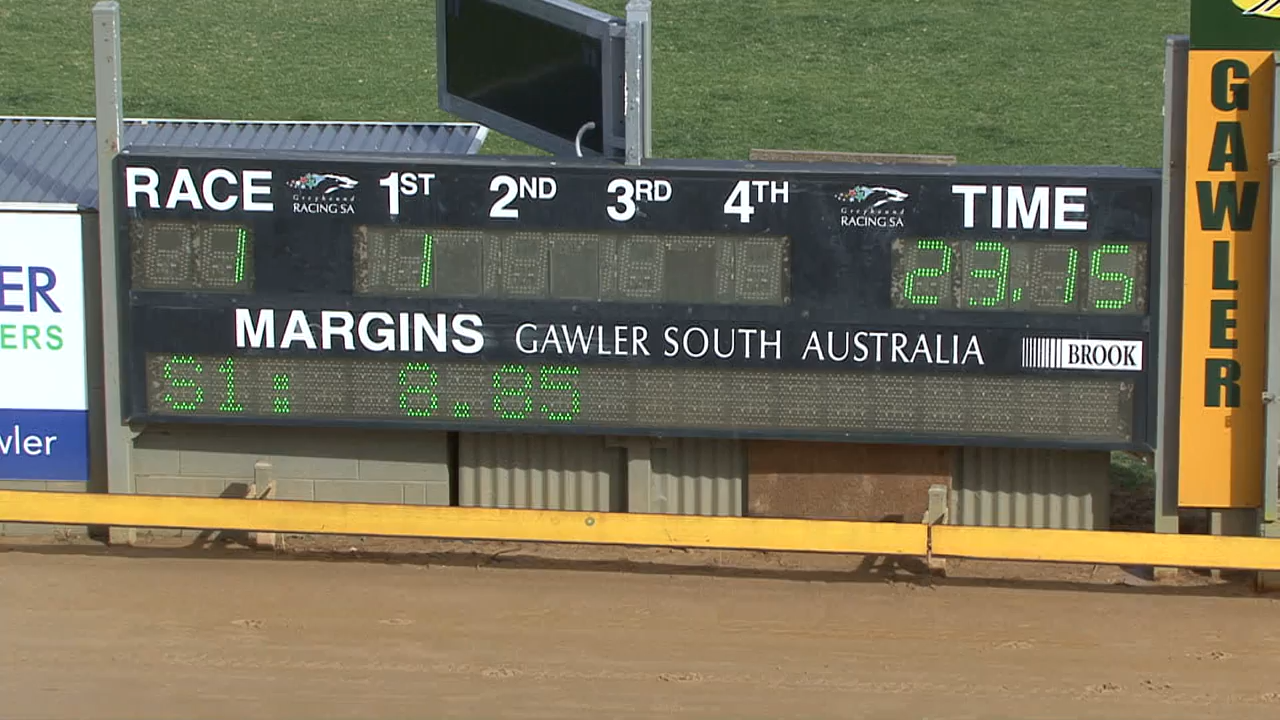 RACE
Greyhound
RACING SA
1ST
2ND
3RD
4TH
Greyhound
RACING SA
TIME
1
1
23.15
MARGINS
GAWLER SOUTH AUSTRALIA
BROOK
S1: 8.85
ER
ERS
wler
GAWLER